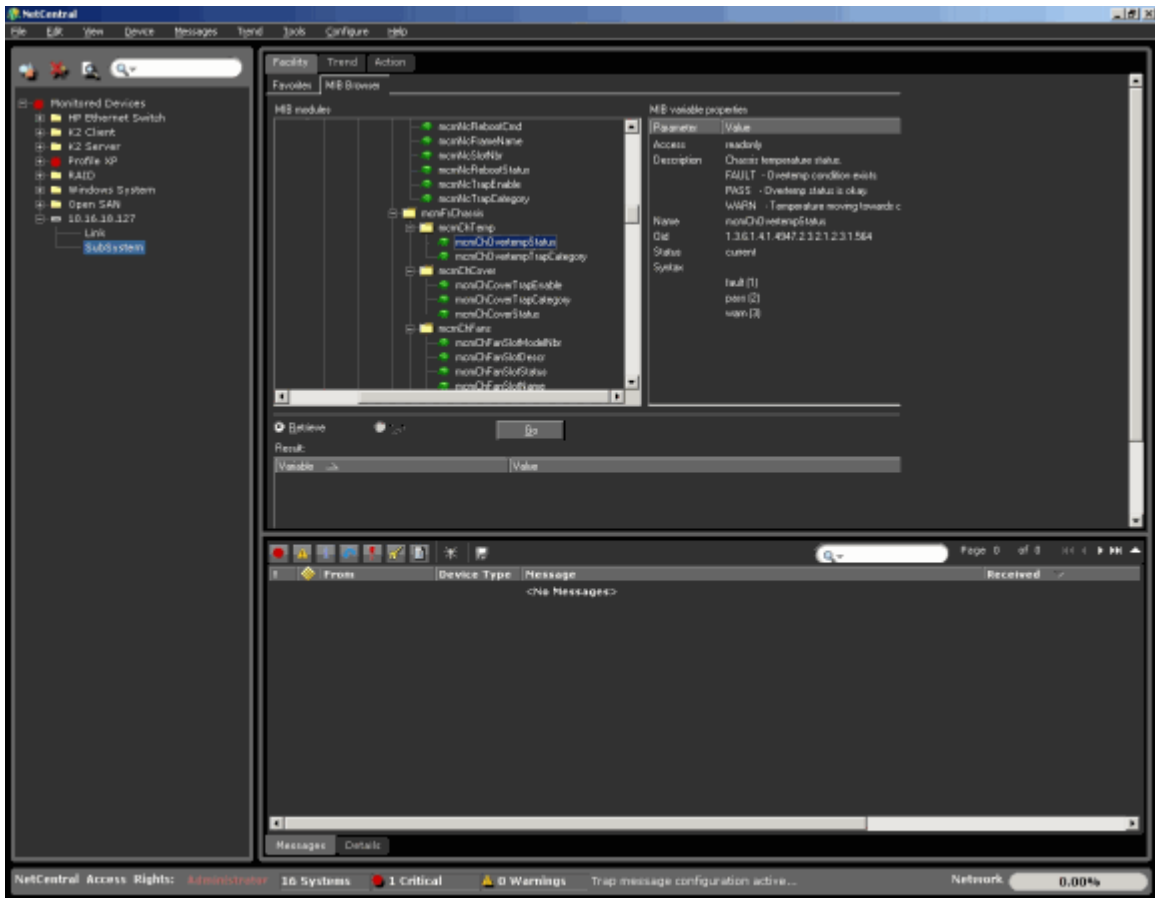 NetCentral
File Edit View Device Messages Trend Tools Configure Help
Facility Trend Action
Favorites MIB Browser
Monitored Devices
HP Ethernet Switch
K2 Client
K2 Server
Profile XP
RAID
Windows System
Open SAN
10.16.10.127
Link
SubSystem
MIB modules
mcmNcRebootCmd
mcmNcFrameName
mcmNcSlotNbr
mcmNcRebootStatus
mcmNcTrapEnable
mcmNcTrapCategory
mcmFsChassis
mcmChTemp
mcmChOvertempStatus
mcmChOvertempTrapCategory
mcmChCover
mcmChCoverTrapEnable
mcmChCoverTrapCategory
mcmChCoverStatus
mcmChFans
mcmChFanSlotModelNbr
mcmChFanSlotDescr
mcmChFanSlotStatus
mcmChFanSlotName
MIB variable properties
Parameter Value
Access readonly
Description Chassis temperature status.
FAULT - Overtemp condition exists
PASS - Overtemp status is okay.
WARN - Temperature moving towards c
Name mcmChOvertempStatus
Oid 1.3.6.1.4.1.4947.2.3.2.1.2.3.1.564
Status current
Syntax
fault (1)
pass (2)
warn (3)
Retrieve Set Go
Result:
Variable Value
Page 0 of 0
! From Device Type Message Received
<No Messages>
Messages Details
NetCentral Access Rights: Administrator 16 Systems 1 Critical 0 Warnings Trap message configuration active... Network 0.00%